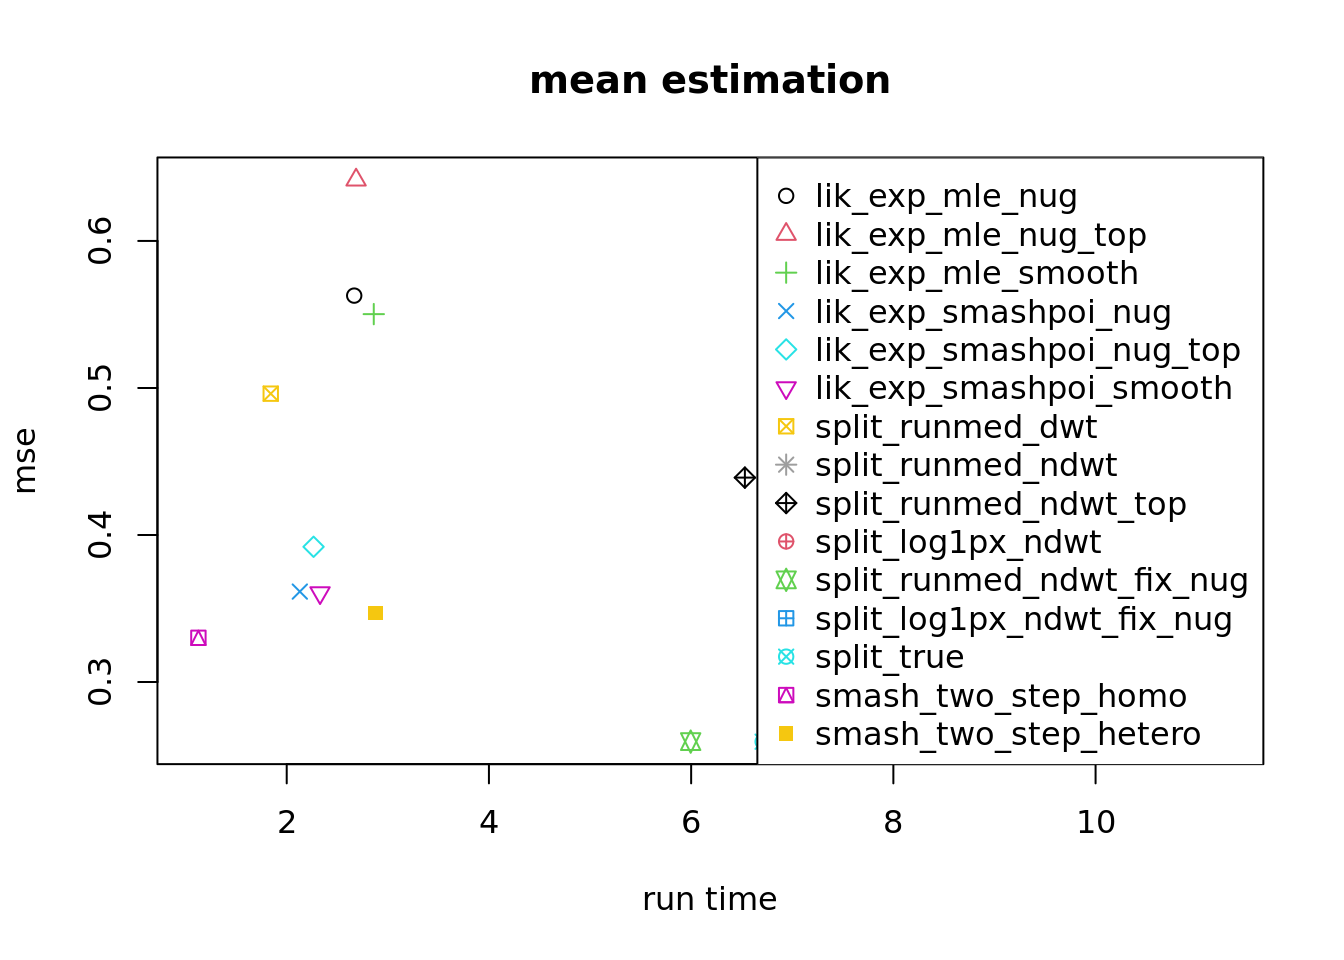 mean estimation
mse
0.6
0.5
0.4
0.3
lik_exp_mle_nug
lik_exp_mle_nug_top
lik_exp_mle_smooth
lik_exp_smashpoi_nug
lik_exp_smashpoi_nug_top
lik_exp_smashpoi_smooth
split_runmed_dwt
split_runmed_ndwt
split_runmed_ndwt_top
split_log1px_ndwt
split_runmed_ndwt_fix_nug
split_log1px_ndwt_fix_nug
split_true
smash_two_step_homo
smash_two_step_hetero
2 4 6 8 10
run time